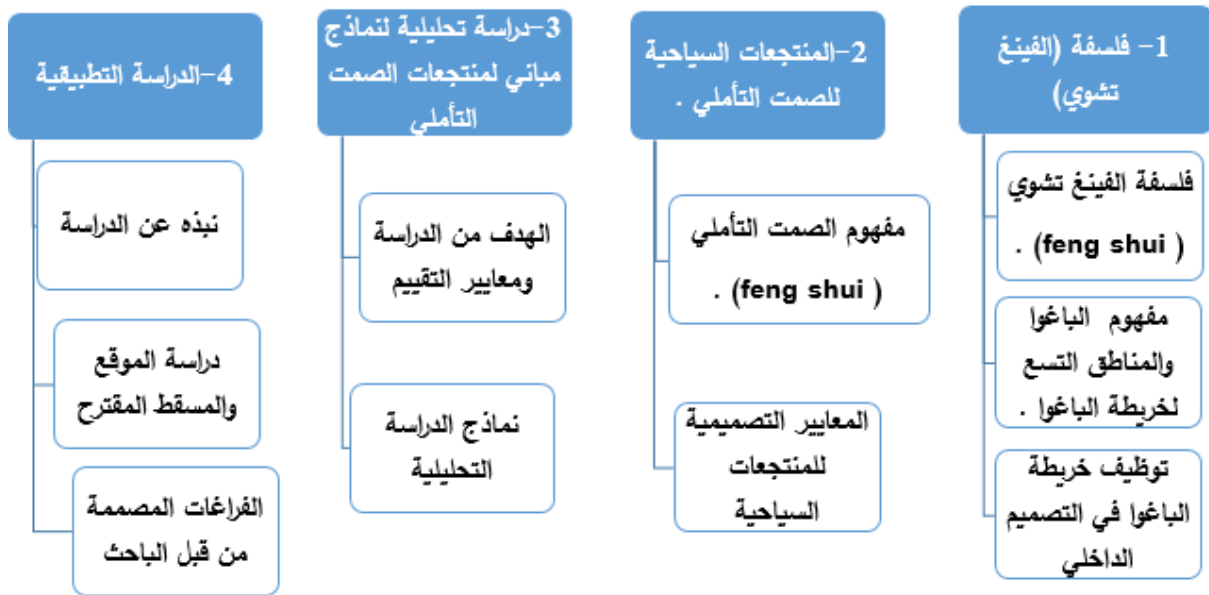 1- فلسفة (الفينغ
تشوي)
فلسفة الفينغ تشوي
( feng shui) .
مفهوم الباغوا
والمناطق التسع
لخريطة الباغوا .
توظيف خريطة
الباغوا في التصميم
الداخلي
2-المنتجعات السياحية
للصمت التأملي .
مفهوم الصمت التأملي
( feng shui) .
المعايير التصميمية
للمنتجعات
السياحية
3-دراسة تحليلية لنماذج
مباني لمنتجعات الصمت
التأملي
الهدف من الدراسة
ومعايير التقييم
نماذج الدراسة
التحليلية
4-الدراسة التطبيقية
نبذه عن الدراسة
دراسة الموقع
والمسقط المقترح
الفراغات المصممة
من قبل الباحث